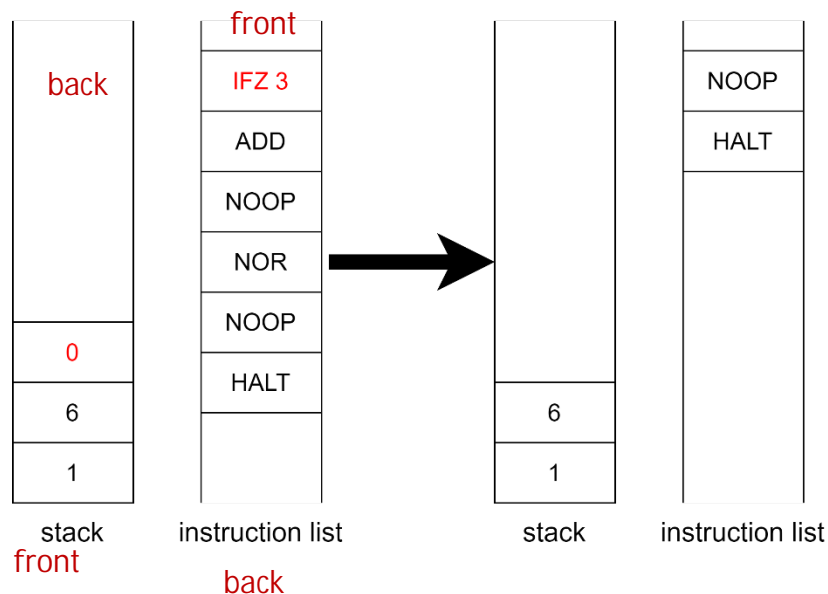 front
back
IFZ 3
ADD
NOOP
NOR
NOOP
HALT
0
6
1
stack
front
instruction list
back
6
1
stack
NOOP
HALT
instruction list